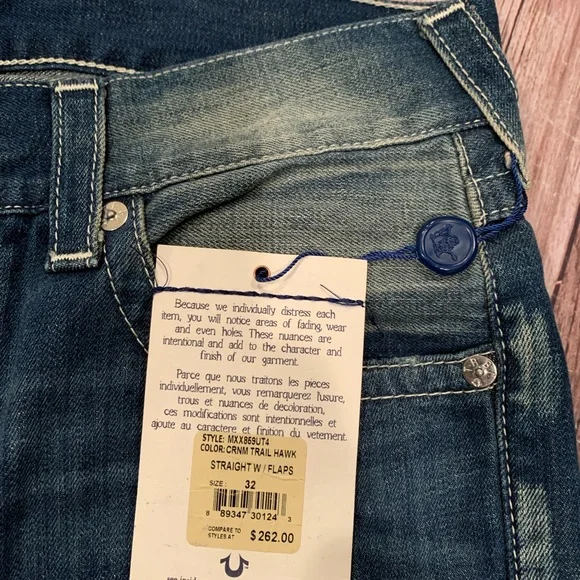 Because we individually distress each
item, you will notice areas of fading, wear
and even holes. These nuances are
intentional and add to the character and
finish of our garment.
Parce que nous traitons les pieces
individuellement, vous remarquerez l'usure,
trous et nuances de décoloration,
ces modifications sont intentionnelles et
ajoute au caractere et finition du vetement.
STYLE: MXX859UT4
COLOR: CRNM TRAIL HAWK
STRAIGHT W / FLAPS
SIZE : 32
8 89347 30124 3
COMPARE TO
STYLES AT $262.00